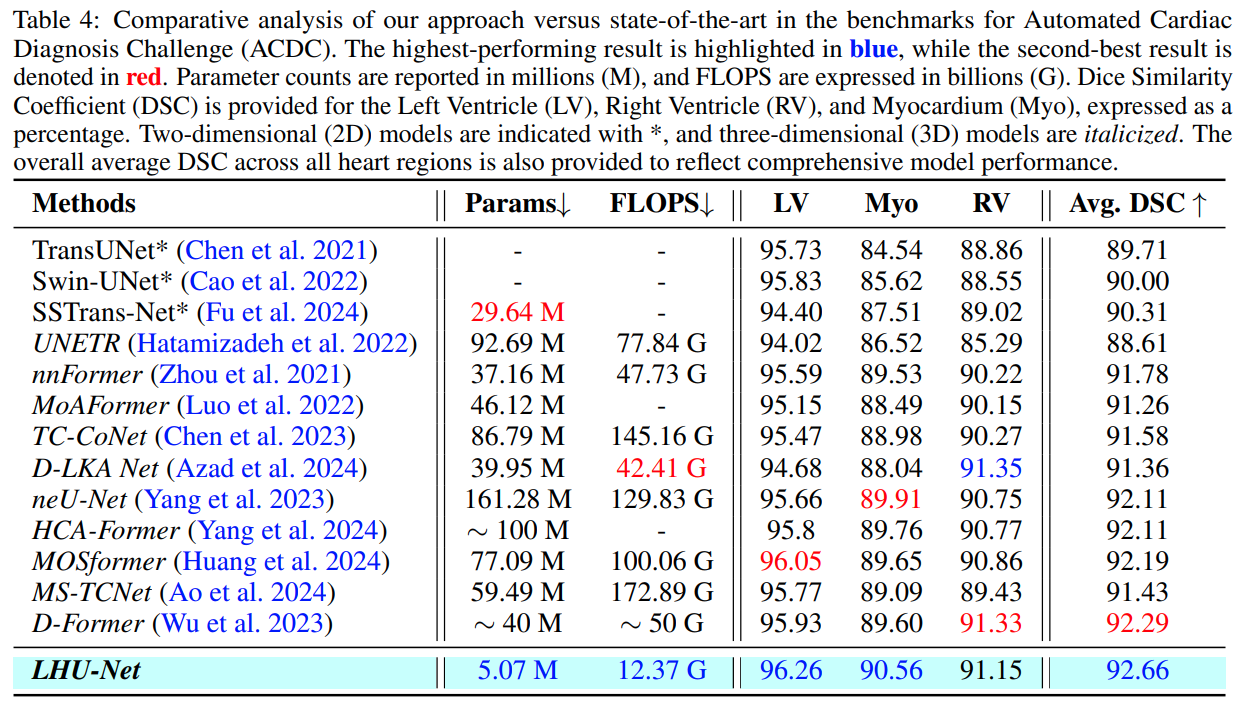 Table 4: Comparative analysis of our approach versus state-of-the-art in the benchmarks for Automated Cardiac
Diagnosis Challenge (ACDC). The highest-performing result is highlighted in blue, while the second-best result is
denoted in red. Parameter counts are reported in millions (M), and FLOPS are expressed in billions (G). Dice Similarity
Coefficient (DSC) is provided for the Left Ventricle (LV), Right Ventricle (RV), and Myocardium (Myo), expressed as a
percentage. Two-dimensional (2D) models are indicated with *, and three-dimensional (3D) models are italicized. The
overall average DSC across all heart regions is also provided to reflect comprehensive model performance.
Methods Params↓ FLOPS↓ LV Myo RV Avg. DSC ↑
TransUNet* (Chen et al. 2021) - - 95.73 84.54 88.86 89.71
Swin-UNet* (Cao et al. 2022) - - 95.83 85.62 88.55 90.00
SSTrans-Net* (Fu et al. 2024) 29.64 M - 94.40 87.51 89.02 90.31
UNETR (Hatamizadeh et al. 2022) 92.69 M 77.84 G 94.02 86.52 85.29 88.61
nnFormer (Zhou et al. 2021) 37.16 M 47.73 G 95.59 89.53 90.22 91.78
MoAFormer (Luo et al. 2022) 46.12 M - 95.15 88.49 90.15 91.26
TC-CoNet (Chen et al. 2023) 86.79 M 145.16 G 95.47 88.98 90.27 91.58
D-LKA Net (Azad et al. 2024) 39.95 M 42.41 G 94.68 88.04 91.35 91.36
neU-Net (Yang et al. 2023) 161.28 M 129.83 G 95.66 89.91 90.75 92.11
HCA-Former (Yang et al. 2024) ~ 100 M - 95.8 89.76 90.77 92.11
MOSformer (Huang et al. 2024) 77.09 M 100.06 G 96.05 89.65 90.86 92.19
MS-TCNet (Ao et al. 2024) 59.49 M 172.89 G 95.77 89.09 89.43 91.43
D-Former (Wu et al. 2023) ~ 40 M ~ 50 G 95.93 89.60 91.33 92.29
LHU-Net 5.07 M 12.37 G 96.26 90.56 91.15 92.66